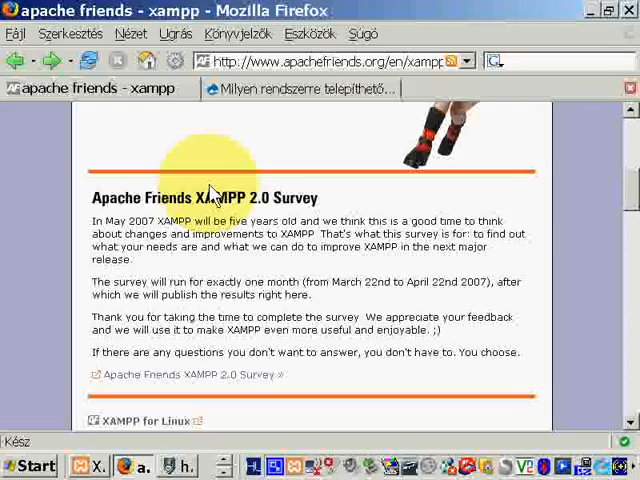 apache friends - xampp - Mozilla Firefox
Fájl Szerkesztés Nézet Ugrás Könyvjelzők Eszközök Súgó
http://www.apachefriends.org/en/xampp
apache friends - xampp
Milyen rendszerre telepíthető...
Apache Friends XAMPP 2.0 Survey
In May 2007 XAMPP will be five years old and we think this is a good time to think
about changes and improvements to XAMPP That's what this survey is for: to find out
what your needs are and what we can do to improve XAMPP in the next major
release.
The survey will run for exactly one month (from March 22nd to April 22nd 2007), after
which we will publish the results right here.
Thank you for taking the time to complete the survey We appreciate your feedback
and we will use it to make XAMPP even more useful and enjoyable. ;)
If there are any questions you don't want to answer, you don't have to. You choose.
Apache Friends XAMPP 2.0 Survey »
XAMPP for Linux
Kész
Start
X.
a.
h.